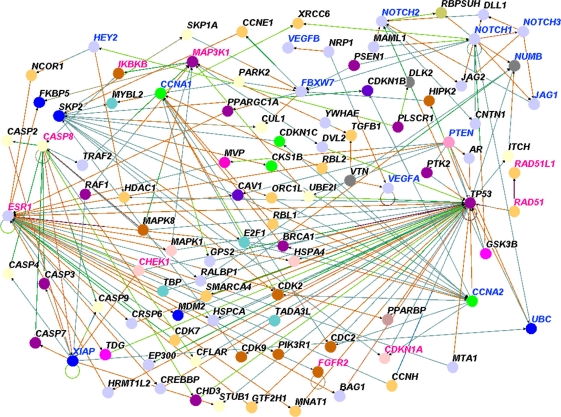 RBPSUH
DLL1
XRCC6
NOTCH2
NOTCH3
CCNE1
SKP1A
NOTCH1
HEY2
VEGFB
NRP1
MAML1
MAP3K1
NUMB
PSEN1
NCOR1
IKBKB
PARK2
DLK2
JAG2
CCNA1
FBXW7
CDKN1B
JAG1
FKBP5
MYBL2
HIPK2
PPARGC1A
SKP2
YWHAE
PLSCR1
CNTN1
CUL1
TGFB1
CASP2
CASP8
CDKN1C
PTEN
DVL2
AR
ITCH
TRAF2
MVP
CKS1B
RBL2
VTN
PTK2
RAD51L1
RAF1
VEGFA
HDAC1
CAV1
ORC1L
UBE2I
TP53
ESR1
RAD51
MAPK8
RBL1
E2F1
BRCA1
MAPK1
GPS2
HSPA4
GSK3B
CHEK1
CASP4
CASP3
RALBP1
TBP
SMARCA4
CDK2
CCNA2
CASP9
MDM2
HSPCA
CRSP6
TADA3L
PPARBP
UBC
CASP7
CDK7
TDG
XIAP
EP300
CFLAR
CDK9
PIK3R1
CDC2
CDKN1A
FGFR2
MTA1
HRMT1L2
CREBBP
CHD3
STUB1
GTF2H1
MNAT1
BAG1
CCNH